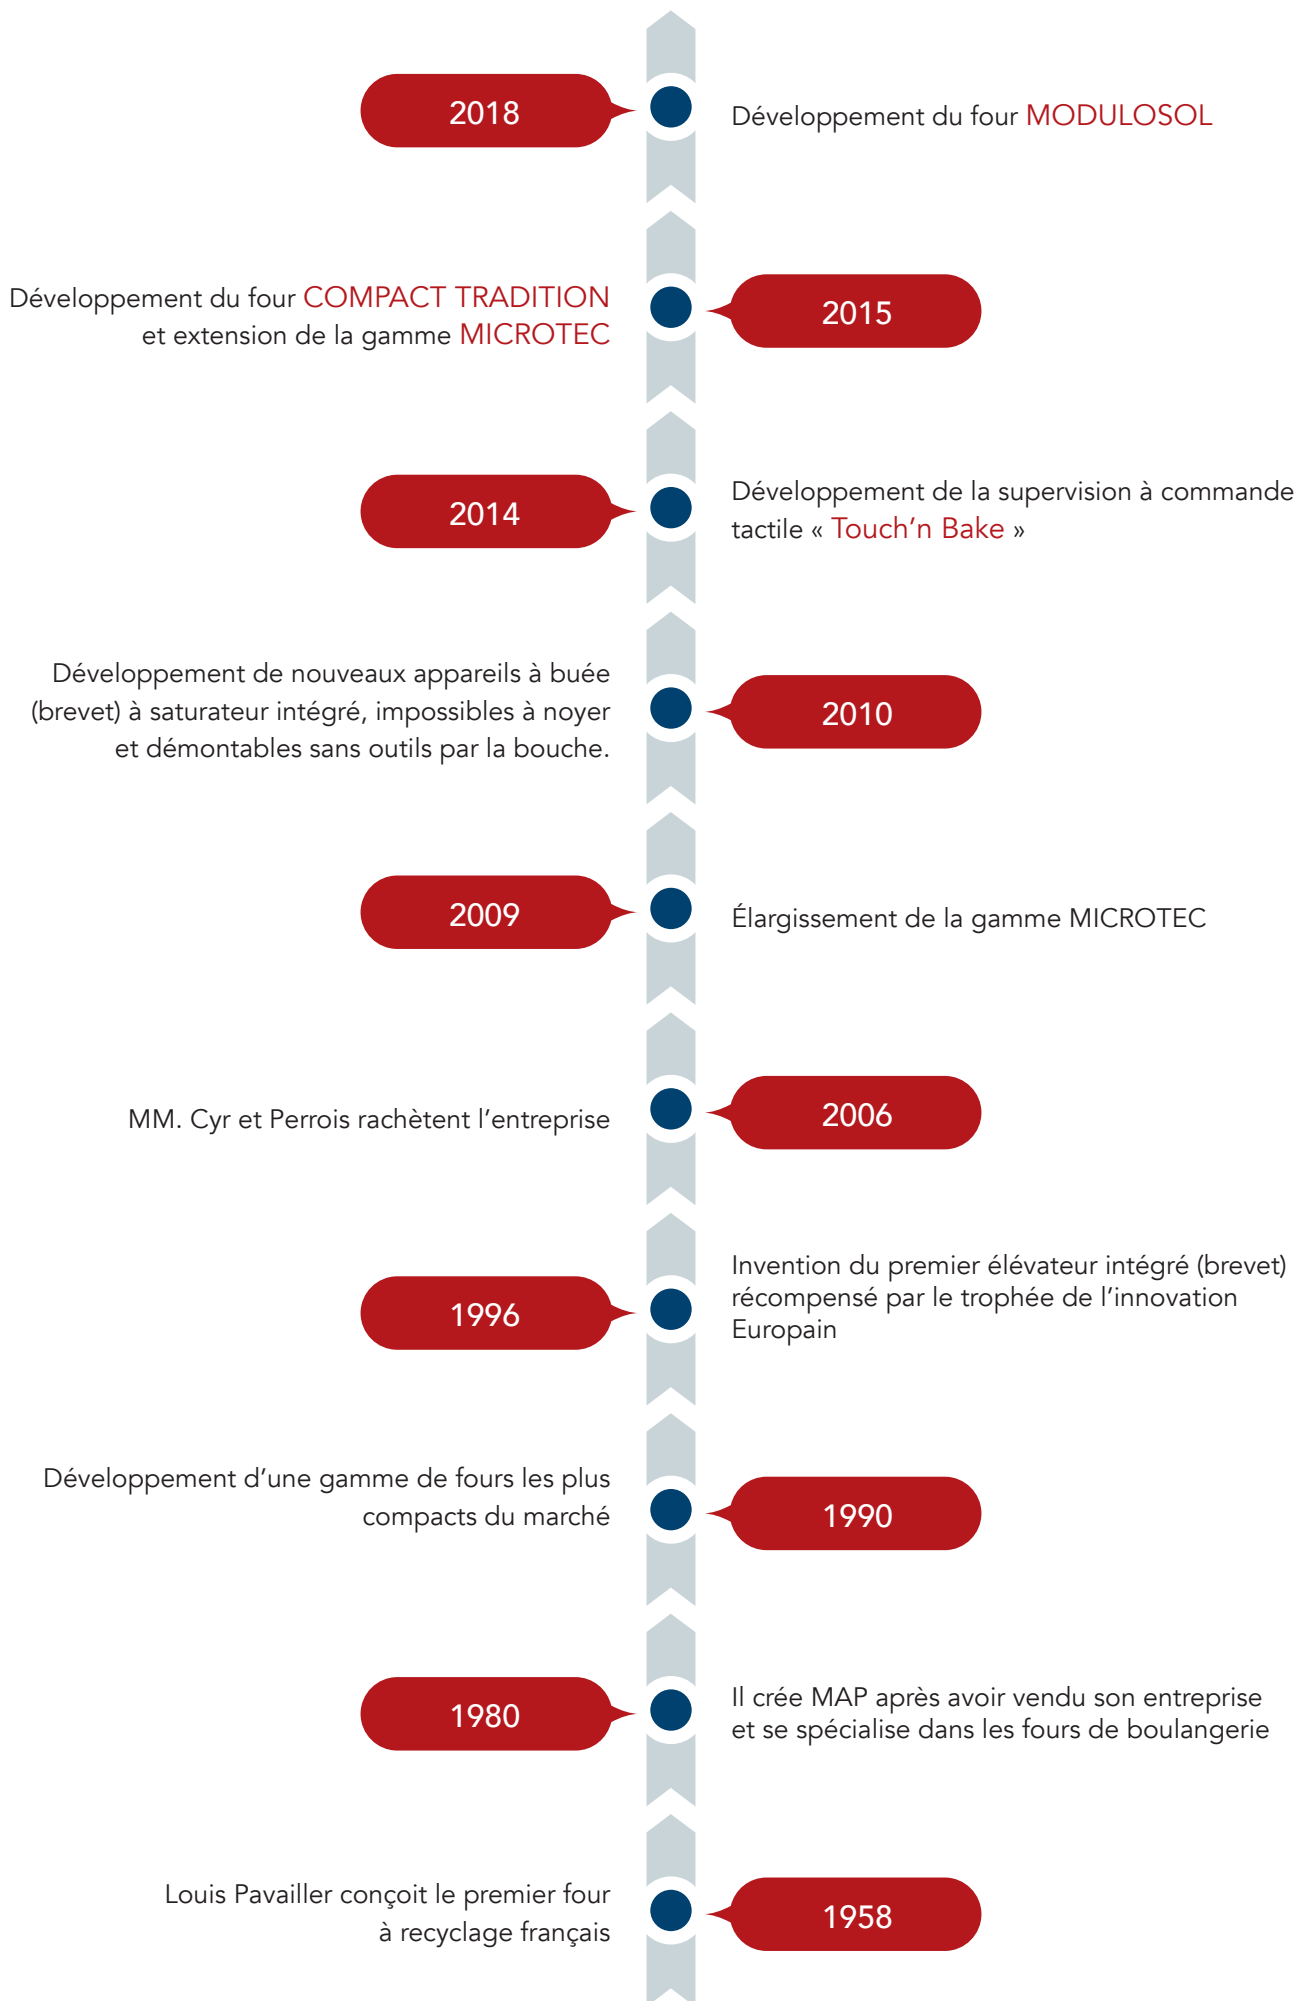 2018
Développement du four MODULOSOL
Développement du four COMPACT TRADITION
et extension de la gamme MICROTEC
2015
2014
Développement de la supervision à commande
tactile « Touch’n Bake »
Développement de nouveaux appareils à buée
(brevet) à saturateur intégré, impossibles à noyer
et démontables sans outils par la bouche.
2010
2009
Élargissement de la gamme MICROTEC
MM. Cyr et Perrois rachètent l’entreprise
2006
1996
Invention du premier élévateur intégré (brevet)
récompensé par le trophée de l’innovation
Europain
Développement d’une gamme de fours les plus
compacts du marché
1990
1980
Il crée MAP après avoir vendu son entreprise
et se spécialise dans les fours de boulangerie
Louis Pavailler conçoit le premier four
à recyclage français
1958